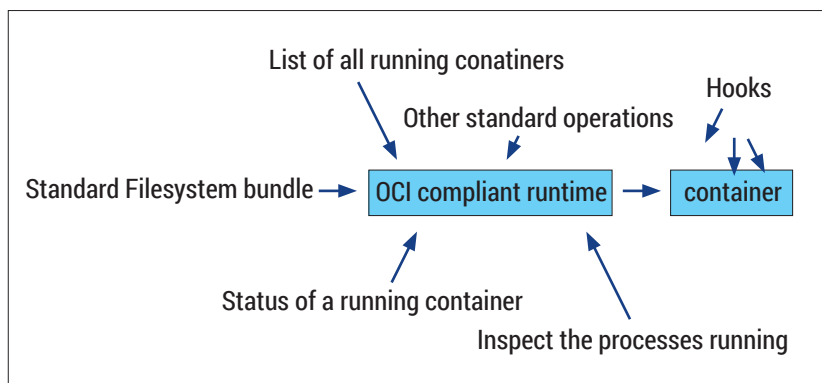 List of all running conatiners
Hooks
Other standard operations
Standard Filesystem bundle
OCI compliant runtime
container
Status of a running container
Inspect the processes running